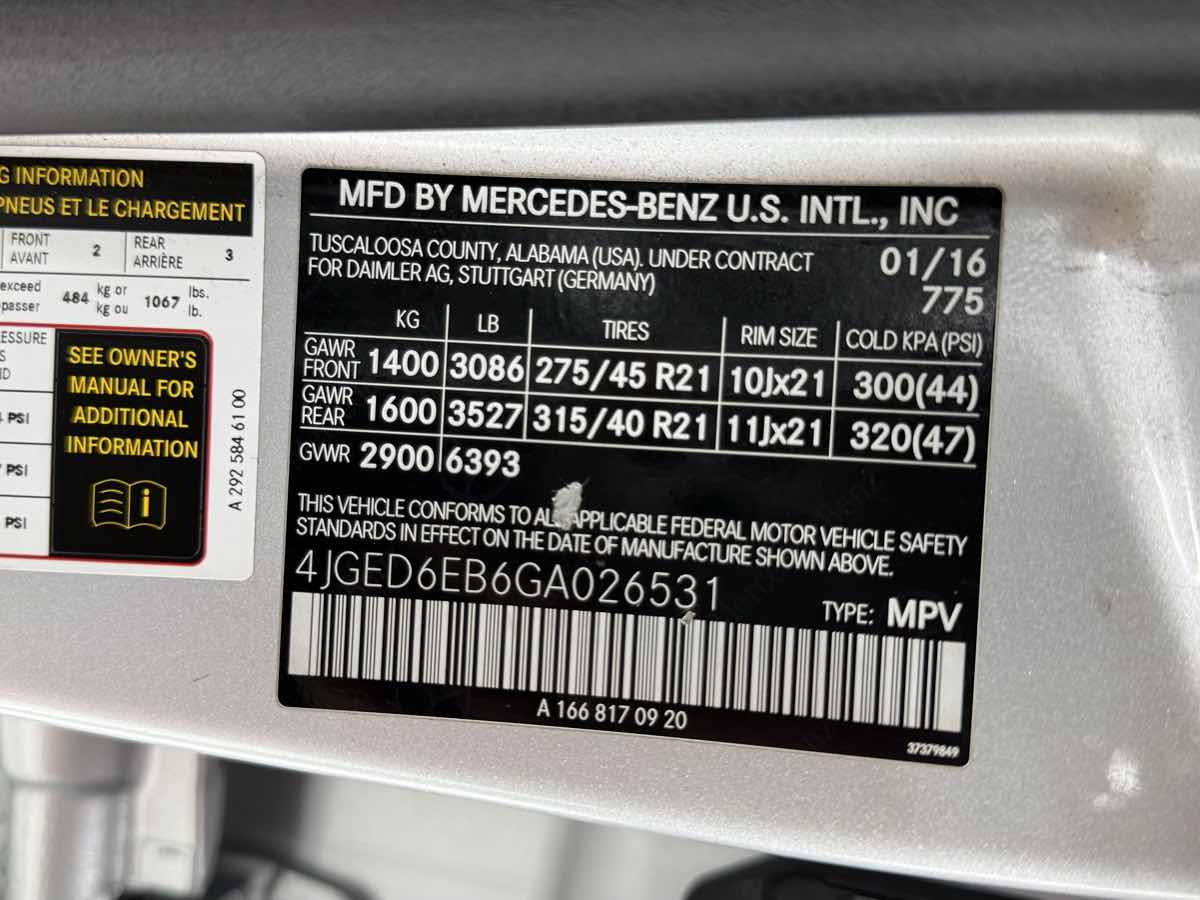 G INFORMATION
PNEUS ET LE CHARGEMENT
FRONT
AVANT
2
REAR
ARRIÈRE
3
exceed
passer
484
kg or
kg ou
1067
lbs.
lb.
ESSURE
S
ID
PSI
PSI
PSI
SEE OWNER'S
MANUAL FOR
ADDITIONAL
INFORMATION
i
A 292 584 61 00
MFD BY MERCEDES-BENZ U.S. INTL., INC
TUSCALOOSA COUNTY, ALABAMA (USA). UNDER CONTRACT
FOR DAIMLER AG, STUTTGART (GERMANY)
01/16
775
KG LB TIRES RIM SIZE COLD KPA (PSI)
GAWR
FRONT 1400 3086 275/45 R21 10Jx21 300(44)
GAWR
REAR 1600 3527 315/40 R21 11Jx21 320(47)
GVWR 2900 6393
THIS VEHICLE CONFORMS TO ALL APPLICABLE FEDERAL MOTOR VEHICLE SAFETY
STANDARDS IN EFFECT ON THE DATE OF MANUFACTURE SHOWN ABOVE.
4JGED6EB6GA026531
TYPE: MPV
A 166 817 09 20
37379849